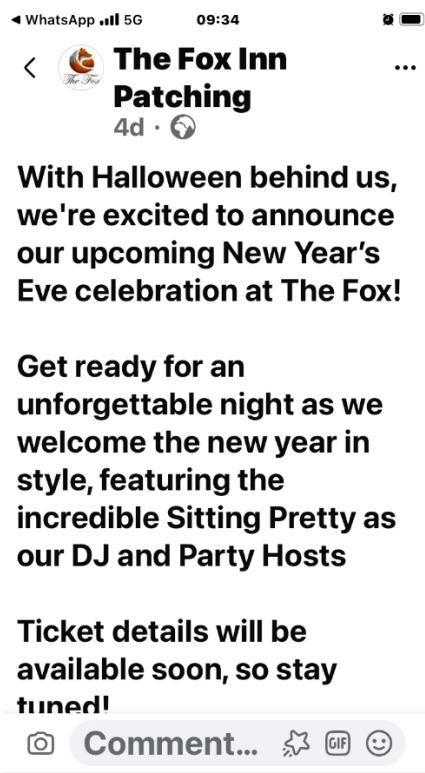 WhatsApp 5G 09:34
The Fox Inn
Patching
The Fox
4d ·
With Halloween behind us,
we're excited to announce
our upcoming New Year’s
Eve celebration at The Fox!
Get ready for an
unforgettable night as we
welcome the new year in
style, featuring the
incredible Sitting Pretty as
our DJ and Party Hosts
Ticket details will be
available soon, so stay
tuned!
Comment... GIF